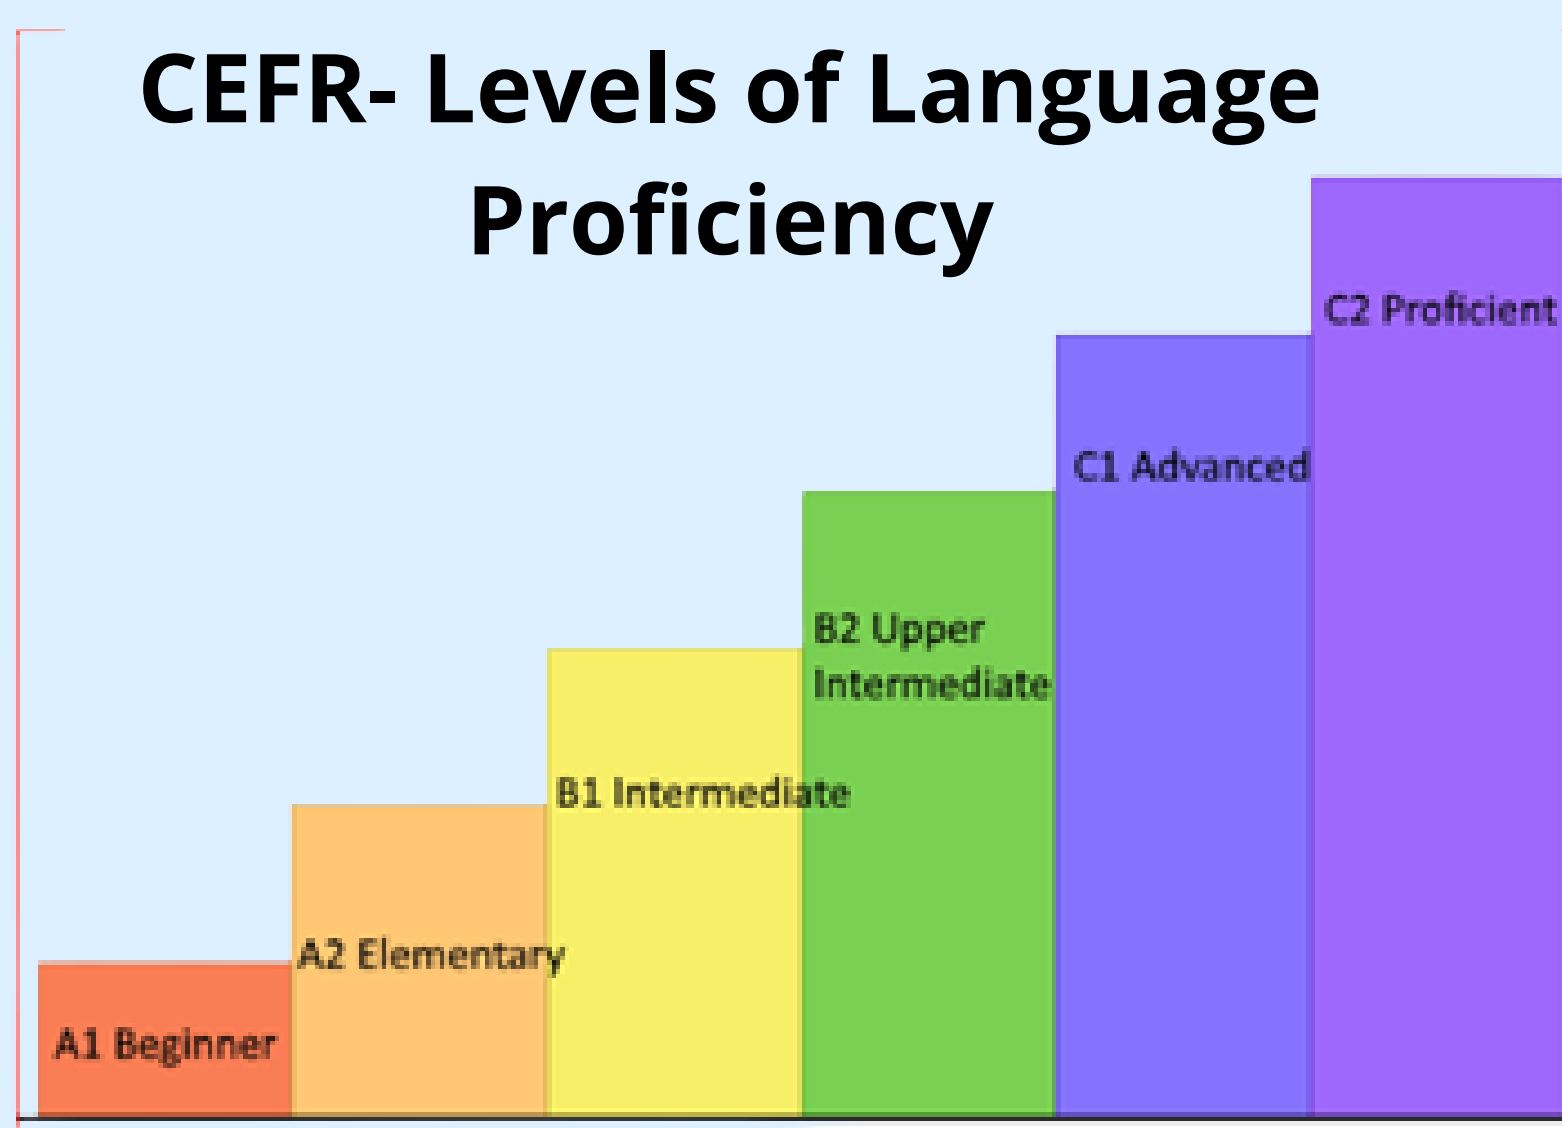 CEFR- Levels of Language
Proficiency
C2 Proficient
C1 Advanced
B2 Upper
Intermediate
B1 Intermediate
A2 Elementary
A1 Beginner